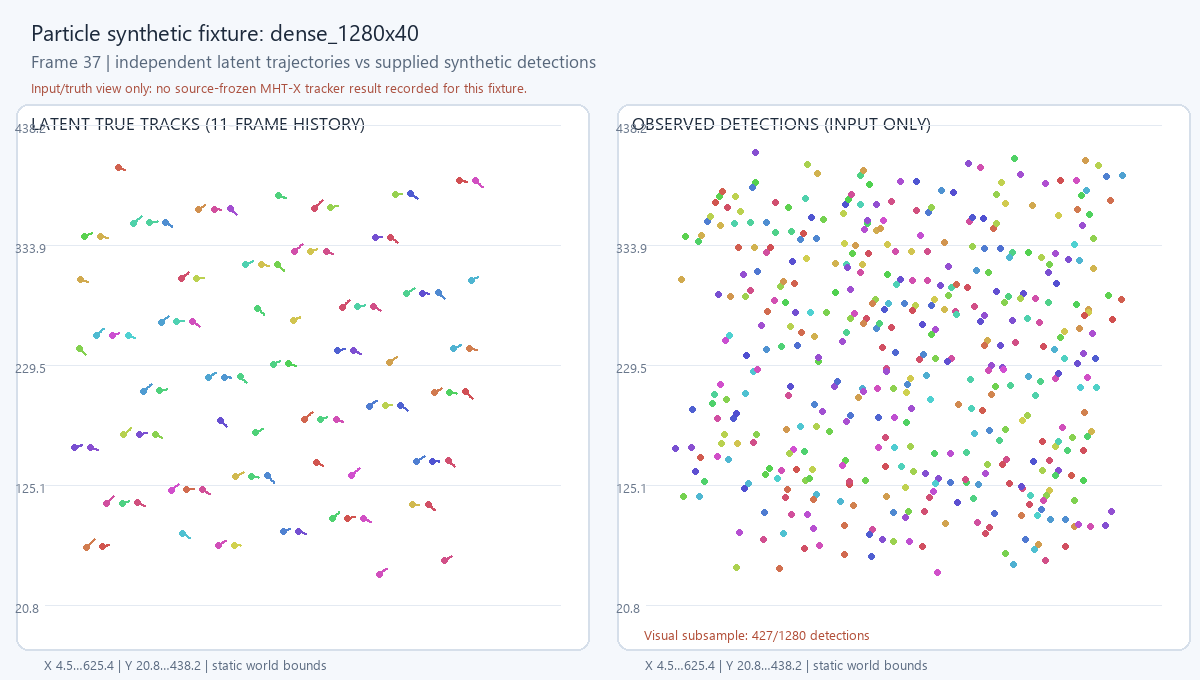 Particle synthetic fixture: dense_1280x40
Frame 37 | independent latent trajectories vs supplied synthetic detections
Input/truth view only: no source-frozen MHT-X tracker result recorded for this fixture.
LATENT TRUE TRACKS (11-FRAME HISTORY)
438.2
333.9
229.5
125.1
20.8
X 4.5...625.4 | Y 20.8...438.2 | static world bounds
OBSERVED DETECTIONS (INPUT ONLY)
438.2
333.9
229.5
125.1
20.8
Visual subsample: 427/1280 detections
X 4.5...625.4 | Y 20.8...438.2 | static world bounds